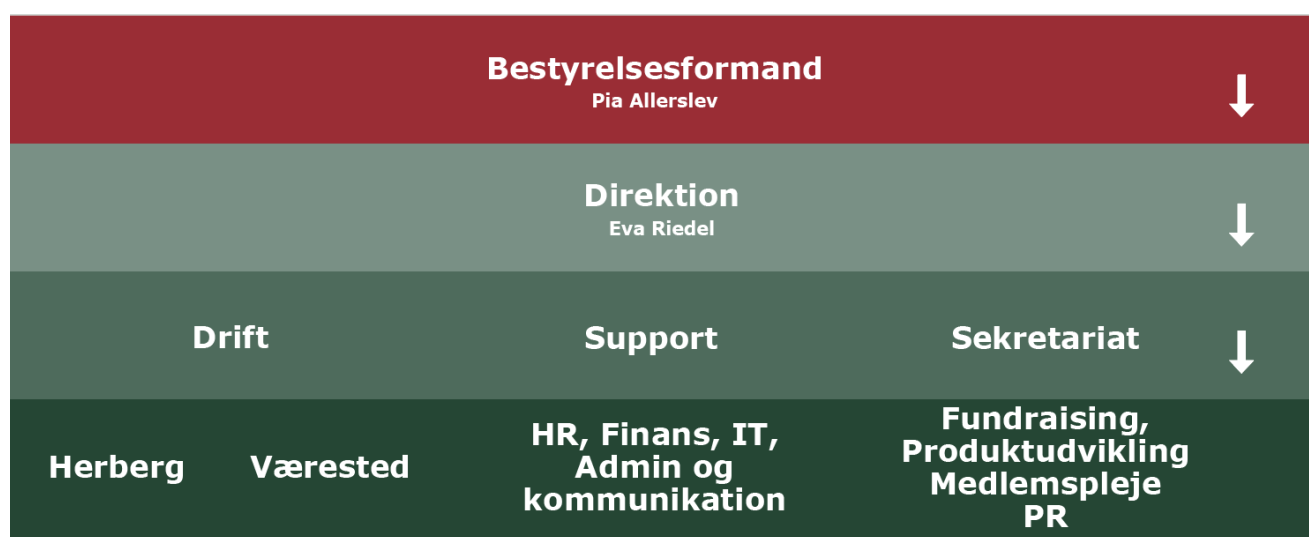 Bestyrelsesformand
Pia Allerslev
Direktion
Eva Riedel
Drift
Support
Sekretariat
Herberg
Værested
HR, Finans, IT,
Admin og
kommunikation
Fundraising,
Produktudvikling
Medlemspleje
PR